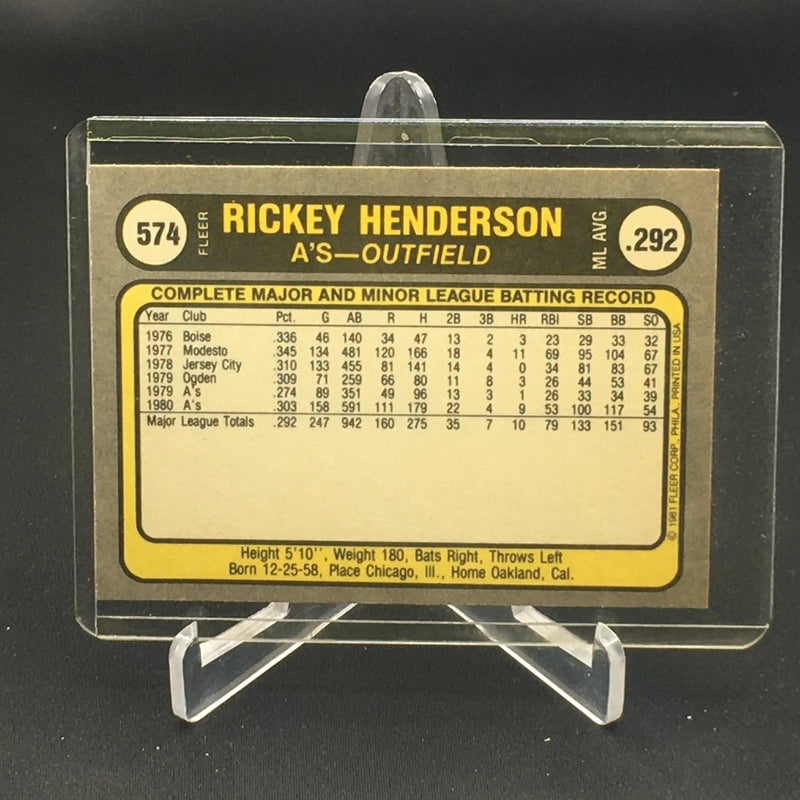 574 FLEER RICKEY HENDERSON ML AVG. .292
A'S—OUTFIELD
COMPLETE MAJOR AND MINOR LEAGUE BATTING RECORD
Year Club Pct. G AB R H 2B 3B HR RBI SB BB SO
1976 Boise .336 46 140 34 47 13 2 3 23 29 33 32
1977 Modesto .345 134 481 120 166 18 4 11 69 95 104 67
1978 Jersey City .310 133 455 81 141 14 4 0 34 81 83 67
1979 Ogden .309 71 259 66 80 11 8 3 26 44 53 41
1979 A's .274 89 351 49 96 13 3 1 26 33 34 39
1980 A's .303 158 591 111 179 22 4 9 53 100 117 54
Major League Totals .292 247 942 160 275 35 7 10 79 133 151 93
Height 5'10'', Weight 180, Bats Right, Throws Left
Born 12-25-58, Place Chicago, Ill., Home Oakland, Cal.
© 1981 FLEER CORP., PHILA., PRINTED IN USA